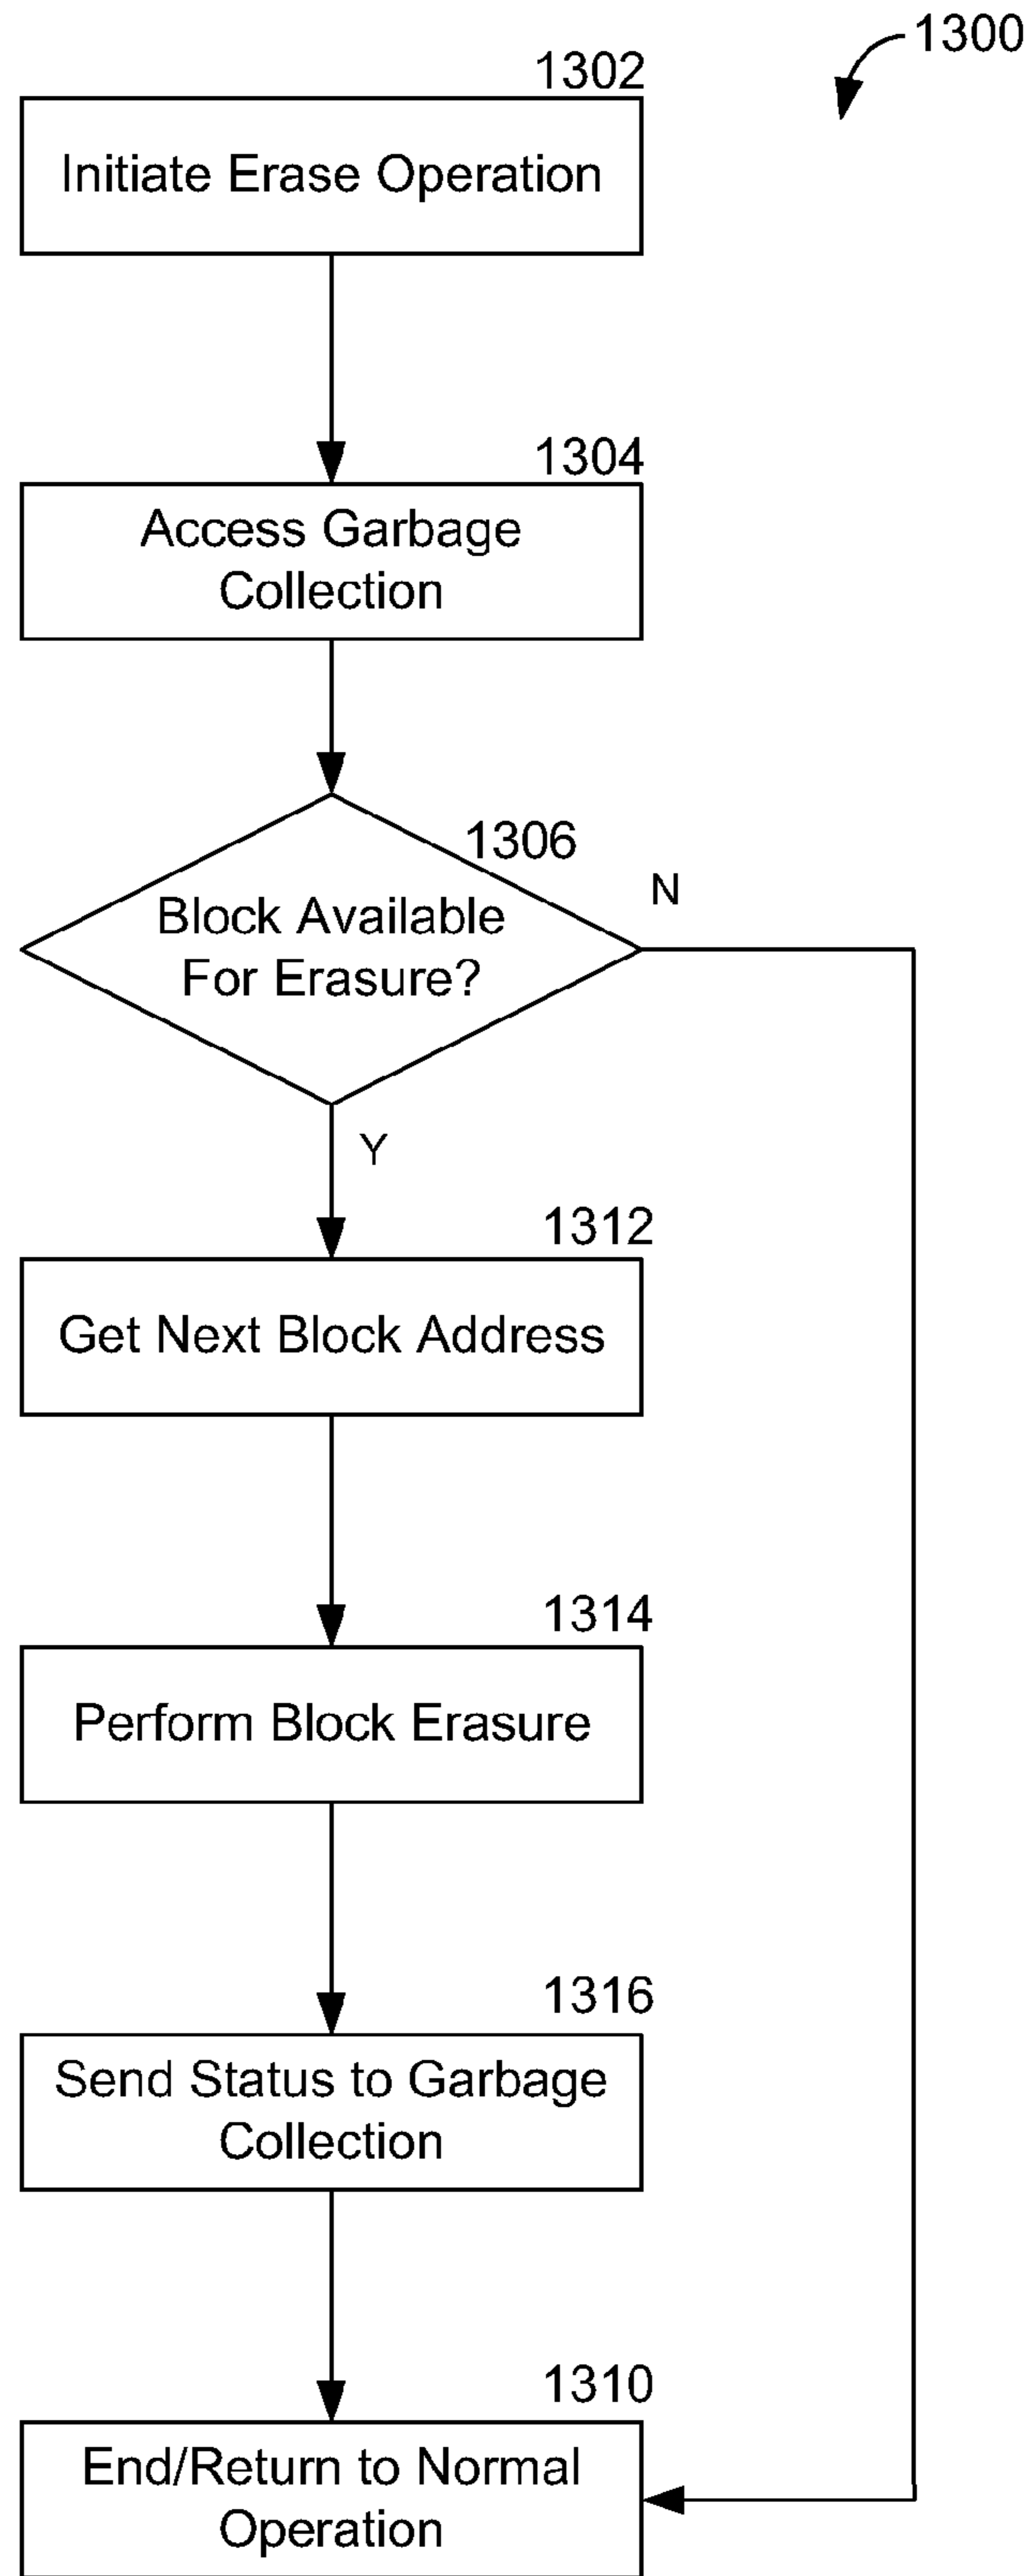 1300
1302
Initiate Erase Operation
1304
Access Garbage
Collection
1306
N
Block Available
For Erasure?
Y
1312
Get Next Block Address
1314
Perform Block Erasure
1316
Send Status to Garbage
Collection
1310
End/Return to Normal
Operation